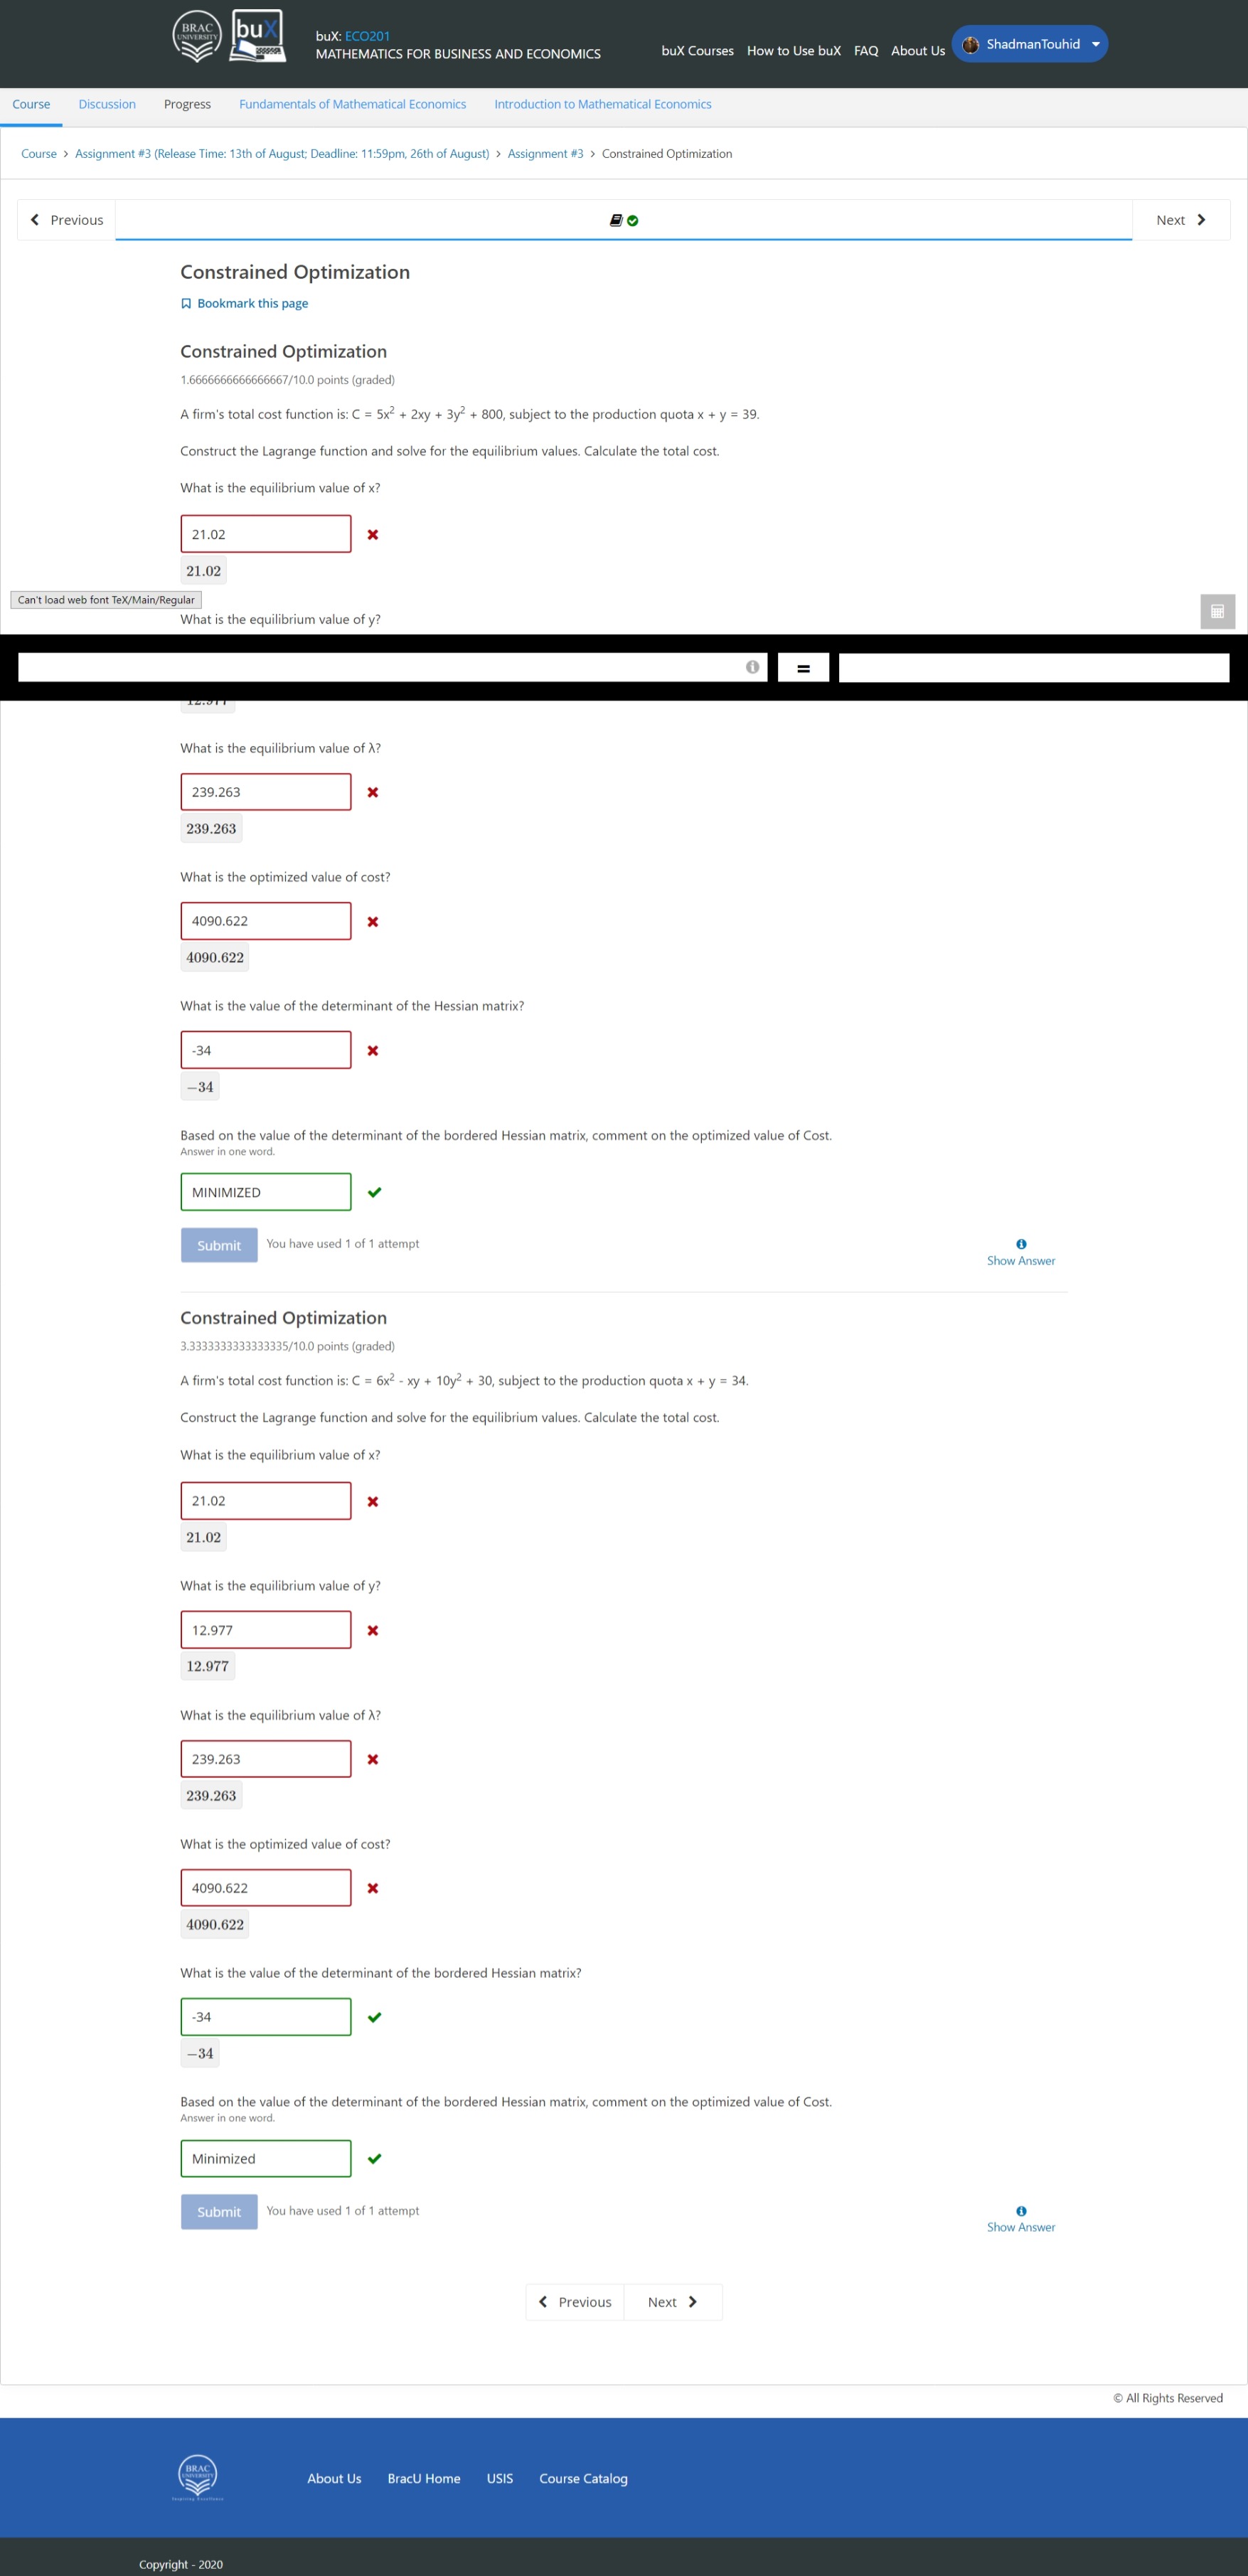 BRAC
UNIVERSITY
buX
buX: ECO201
MATHEMATICS FOR BUSINESS AND ECONOMICS
buX Courses How to Use buX FAQ About Us ShadmanTouhid
Course Discussion Progress Fundamentals of Mathematical Economics Introduction to Mathematical Economics
Course > Assignment #3 (Release Time: 13th of August; Deadline: 11:59pm, 26th of August) > Assignment #3 > Constrained Optimization
Previous Next
Constrained Optimization
Bookmark this page
Constrained Optimization
1.6666666666666667/10.0 points (graded)
A firm's total cost function is: C = 5x² + 2xy + 3y² + 800, subject to the production quota x + y = 39.
Construct the Lagrange function and solve for the equilibrium values. Calculate the total cost.
What is the equilibrium value of x?
21.02
21.02
Can't load web font TeX/Main/Regular
What is the equilibrium value of y?
=
12.977
What is the equilibrium value of λ?
239.263
239.263
What is the optimized value of cost?
4090.622
4090.622
What is the value of the determinant of the Hessian matrix?
-34
−34
Based on the value of the determinant of the bordered Hessian matrix, comment on the optimized value of Cost.
Answer in one word.
MINIMIZED
Submit You have used 1 of 1 attempt
Show Answer
Constrained Optimization
3.3333333333333335/10.0 points (graded)
A firm's total cost function is: C = 6x² - xy + 10y² + 30, subject to the production quota x + y = 34.
Construct the Lagrange function and solve for the equilibrium values. Calculate the total cost.
What is the equilibrium value of x?
21.02
21.02
What is the equilibrium value of y?
12.977
12.977
What is the equilibrium value of λ?
239.263
239.263
What is the optimized value of cost?
4090.622
4090.622
What is the value of the determinant of the bordered Hessian matrix?
-34
−34
Based on the value of the determinant of the bordered Hessian matrix, comment on the optimized value of Cost.
Answer in one word.
Minimized
Submit You have used 1 of 1 attempt
Show Answer
Previous Next
© All Rights Reserved
BRAC
UNIVERSITY
Inspiring Excellence
About Us BracU Home USIS Course Catalog
Copyright - 2020